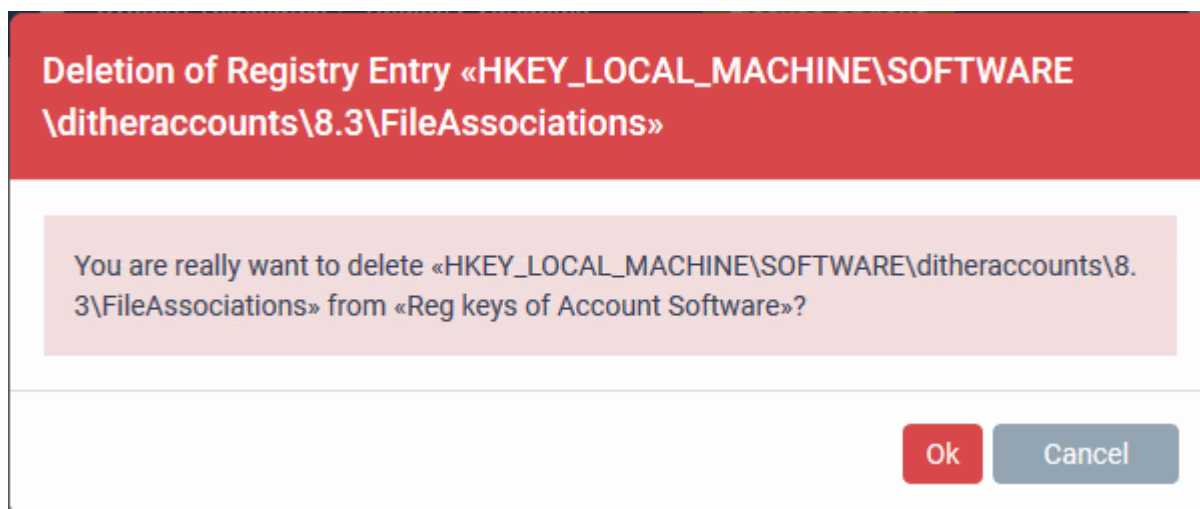 Deletion of Registry Entry «HKEY_LOCAL_MACHINE\SOFTWARE
\ditheraccounts\8.3\FileAssociations»
You are really want to delete «HKEY_LOCAL_MACHINE\SOFTWARE\ditheraccounts\8.
3\FileAssociations» from «Reg keys of Account Software»?
Ok
Cancel